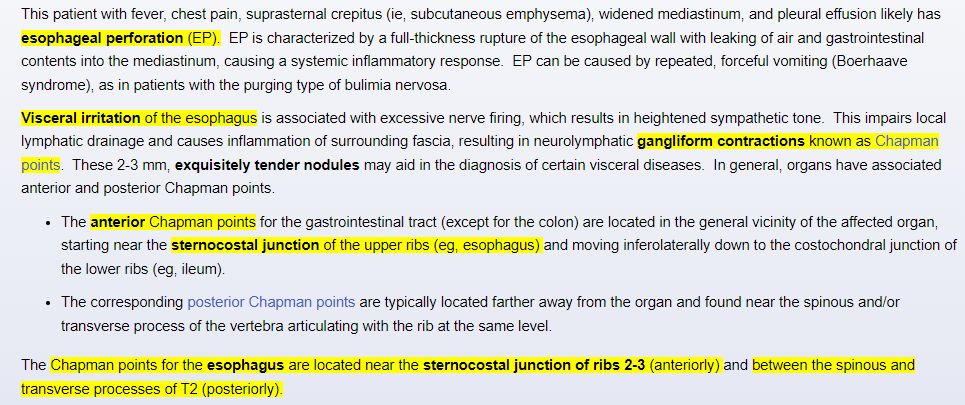 This patient with fever, chest pain, suprasternal crepitus (ie, subcutaneous emphysema), widened mediastinum, and pleural effusion likely has
esophageal perforation (EP).  EP is characterized by a full-thickness rupture of the esophageal wall with leaking of air and gastrointestinal
contents into the mediastinum, causing a systemic inflammatory response.  EP can be caused by repeated, forceful vomiting (Boerhaave
syndrome), as in patients with the purging type of bulimia nervosa.
Visceral irritation of the esophagus is associated with excessive nerve firing, which results in heightened sympathetic tone.  This impairs local
lymphatic drainage and causes inflammation of surrounding fascia, resulting in neurolymphatic gangliform contractions known as Chapman
points.  These 2-3 mm, exquisitely tender nodules may aid in the diagnosis of certain visceral diseases.  In general, organs have associated
anterior and posterior Chapman points.
• The anterior Chapman points for the gastrointestinal tract (except for the colon) are located in the general vicinity of the affected organ,
starting near the sternocostal junction of the upper ribs (eg, esophagus) and moving inferolaterally down to the costochondral junction of
the lower ribs (eg, ileum).
• The corresponding posterior Chapman points are typically located farther away from the organ and found near the spinous and/or
transverse process of the vertebra articulating with the rib at the same level.
The Chapman points for the esophagus are located near the sternocostal junction of ribs 2-3 (anteriorly) and between the spinous and
transverse processes of T2 (posteriorly).